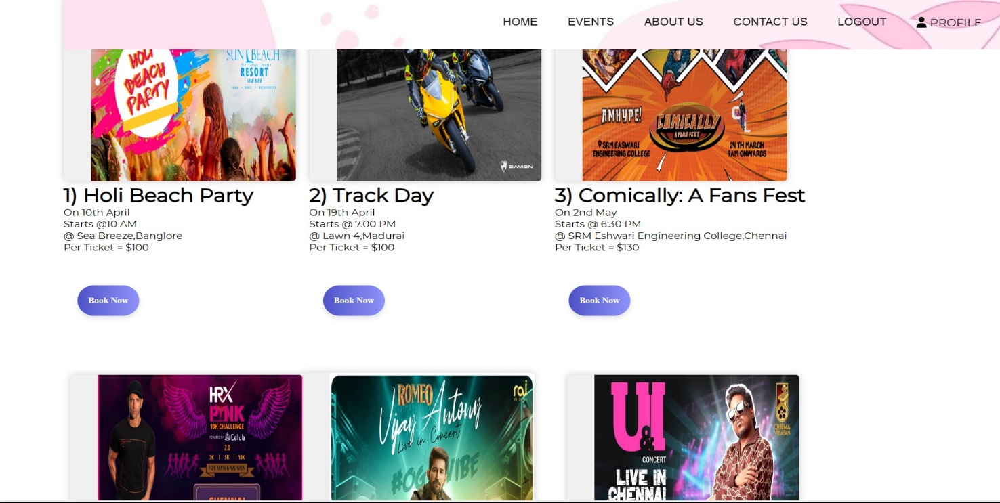 HOME EVENTS ABOUT US CONTACT US LOGOUT PROFILE
HOLI
BEACH
PARTY
SUN BEACH
RESORT
DAMON
AMHYPE!
COMICALLY
A FANS FEST
SRM EASWARI
ENGINEERING COLLEGE
24 TH MARCH
9AM ONWARDS
1) Holi Beach Party
On 10th April
Starts @10 AM
@ Sea Breeze,Banglore
Per Ticket = $100
Book Now
2) Track Day
On 19th April
Starts @ 7.00 PM
@ Lawn 4,Madurai
Per Ticket = $100
Book Now
3) Comically: A Fans Fest
On 2nd May
Starts @ 6:30 PM
@ SRM Eshwari Engineering College,Chennai
Per Ticket = $130
Book Now
HRX
PYNK
10K CHALLENGE
POWERED BY Cellula
2.0
3K | 5K | 10K
FOR MEN & WOMEN
CHENNAI
ROMEO
Vijay Antony
Live in Concert
raj
U&I
CONCERT
LIVE IN
CHENNAI
CINEMA